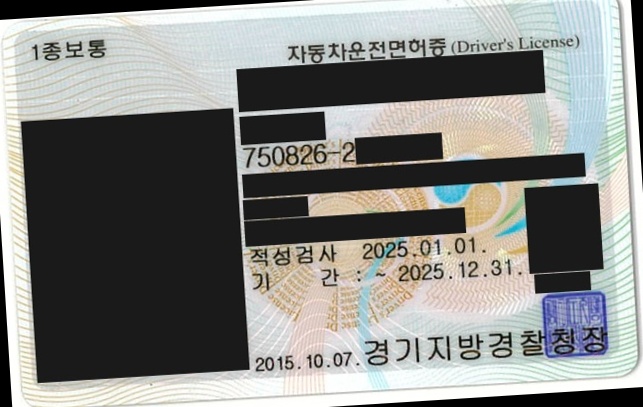 1종보통
자동차운전면허증 (Driver's License)
750826-2
적성검사 2025.01.01.
기 간 : ~ 2025.12.31.
2015.10.07. 경기지방경찰청장